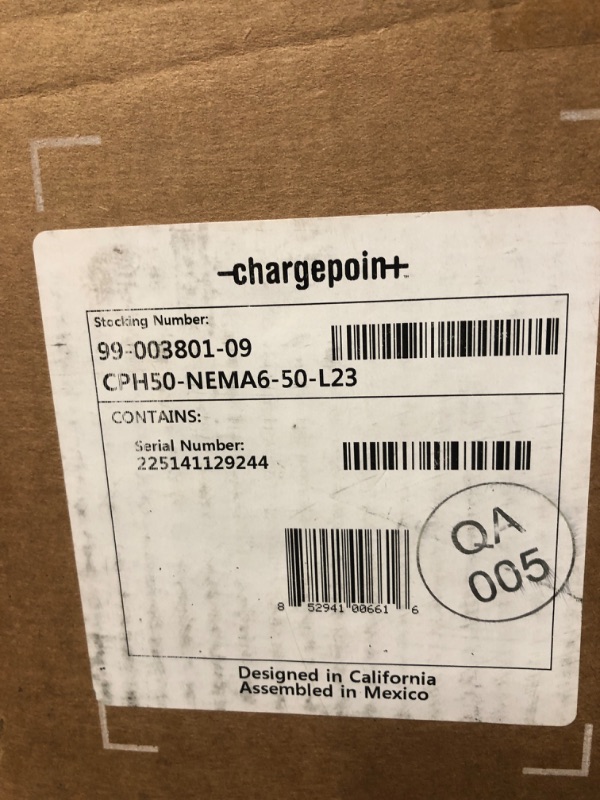 chargepoin+
Stocking Number:
99-003801-09
CPH50-NEMA6-50-L23
CONTAINS:
Serial Number:
225141129244
QA
005
8 52941 00661 6
Designed in California
Assembled in Mexico